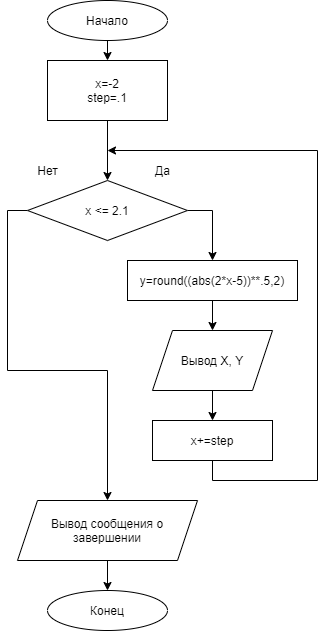 Начало
x=-2
step=.1
Нет
Да
x <= 2.1
y=round((abs(2*x-5))**.5,2)
Вывод X, Y
x+=step
Вывод сообщения о
завершении
Конец